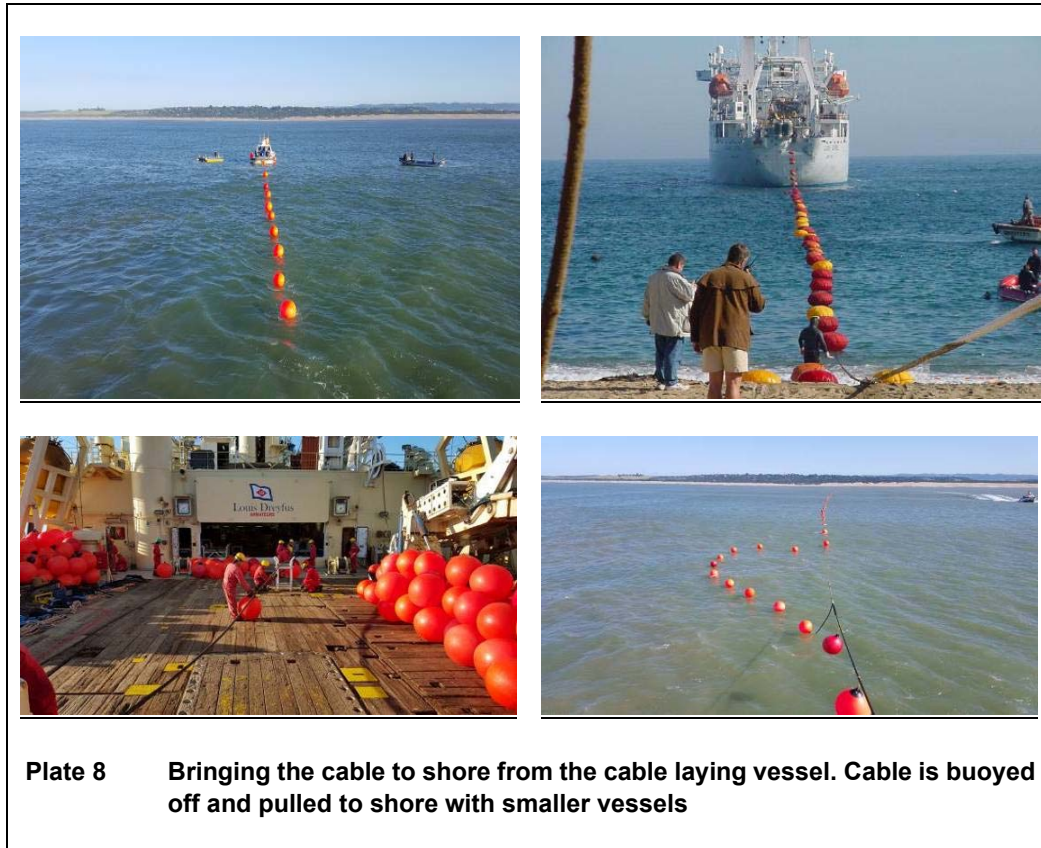 Louis Dreyfus
ARMATEURS
Plate 8 Bringing the cable to shore from the cable laying vessel. Cable is buoyed
off and pulled to shore with smaller vessels